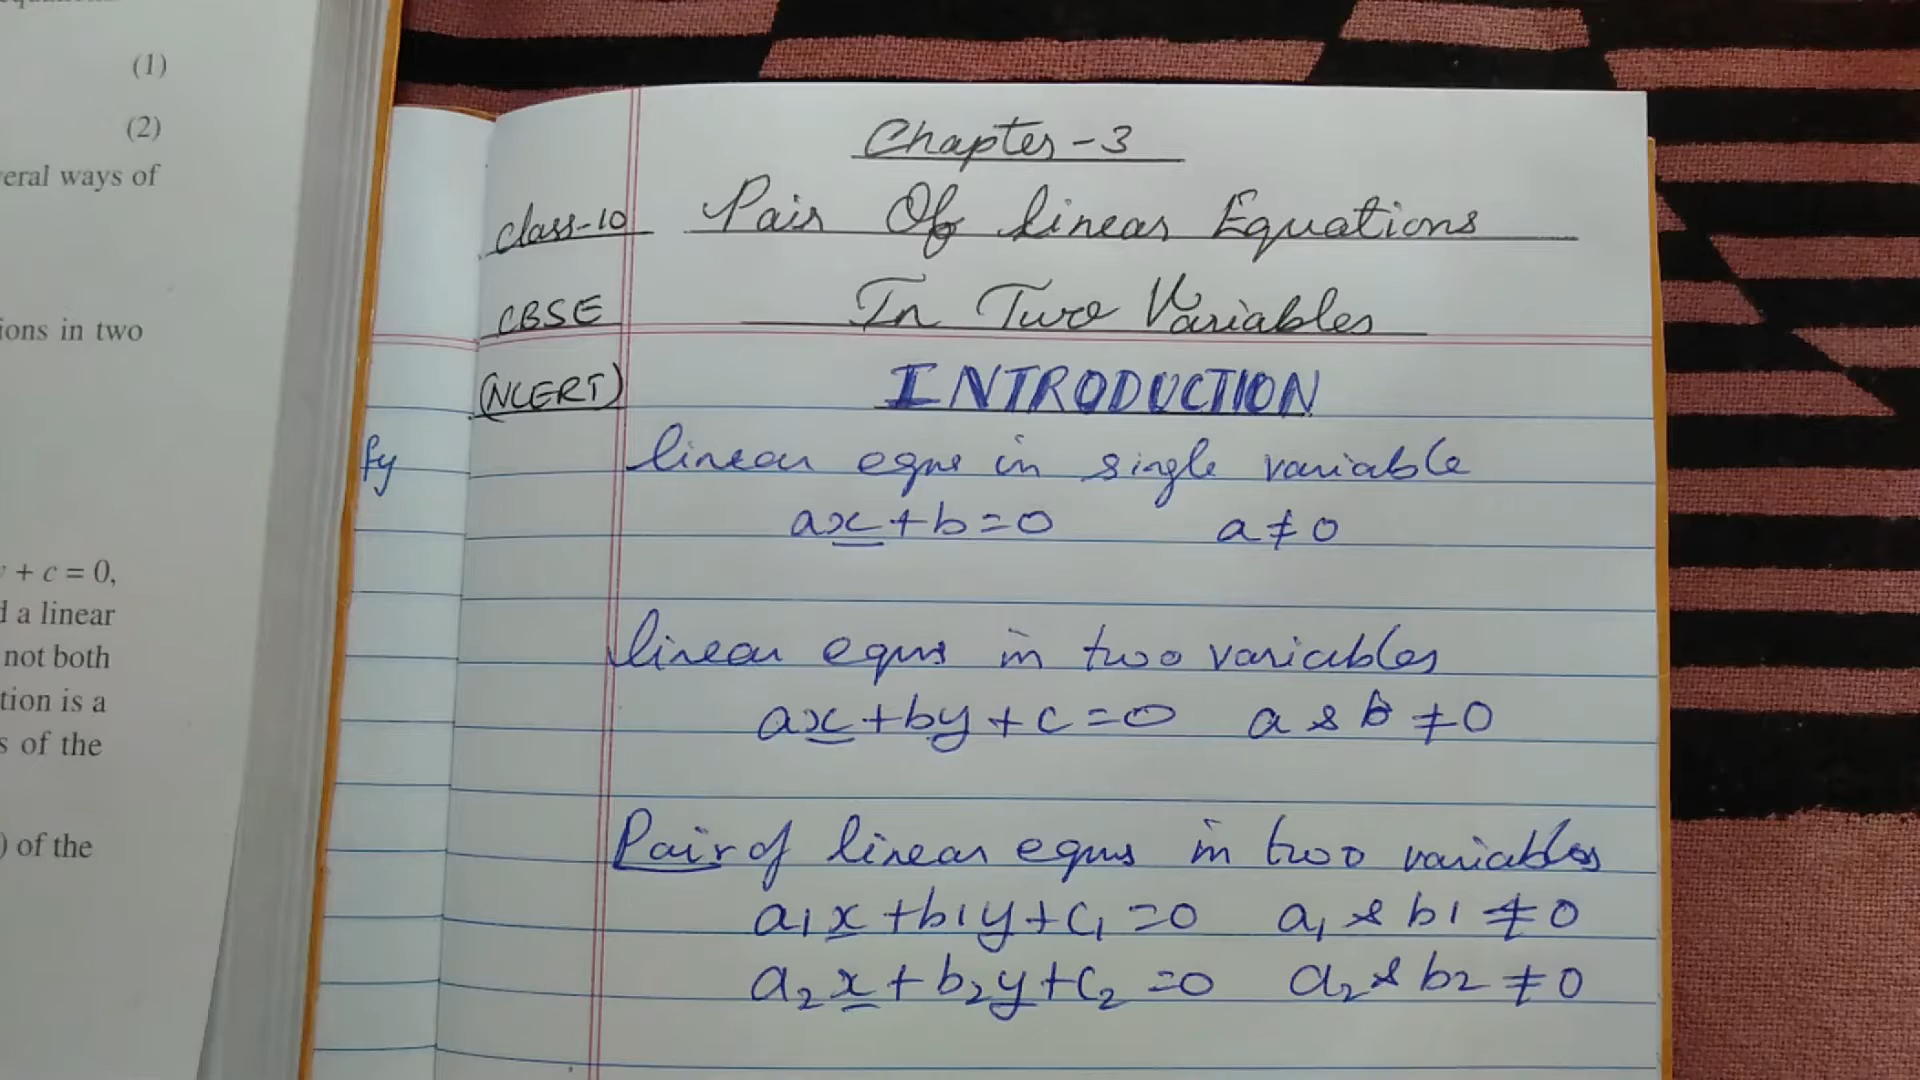 (1)
(2)
eral ways of
ions in two
+ c = 0,
a linear
not both
tion is a
s of the
) of the
fy
Chapter-3
class-10 Pair Of linear Equations
CBSE In Two Variables
(NCERT) INTRODUCTION
linear eqns in single variable
ax+b=0 a≠0
linear eqns in two variables
ax+by+c=0 a & b ≠0
Pair of linear eqns in two variables
a₁x+b₁y+c₁=0 a₁ & b₁ ≠0
a₂x+b₂y+c₂=0 a₂ & b₂ ≠0